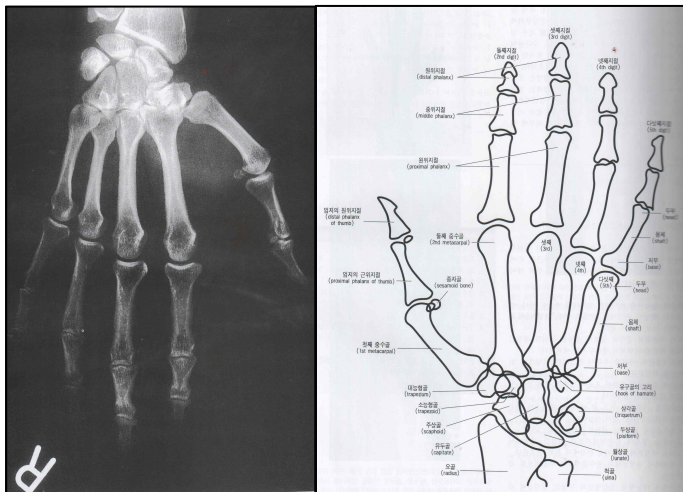 R
셋째지절
(3rd digit)
둘째지절
(2nd digit)
넷째지절
(4th digit)
원위지절
(distal phalanx)
중위지절
(middle phalanx)
다섯째지절
(5th digit)
원위지절
(proximal phalanx)
두부
(head)
엄지의 원위지절
(distal phalanx
of thumb)
몸체
(shaft)
둘째 중수골
(2nd metacarpal)
셋째
(3rd)
넷째
(4th)
저부
(base)
엄지의 근위지절
(proximal phalanx of thumb)
종자골
(sesamoid bone)
다섯째
(5th)
두부
(head)
몸체
(shaft)
첫째 중수골
(1st metacarpal)
저부
(base)
대능형골
(trapezium)
유구골의 고리
(hook of hamate)
소능형골
(trapezoid)
삼각골
(triquetrum)
주상골
(scaphoid)
두상골
(pisiform)
유두골
(capitate)
월상골
(lunate)
요골
(radius)
척골
(ulna)